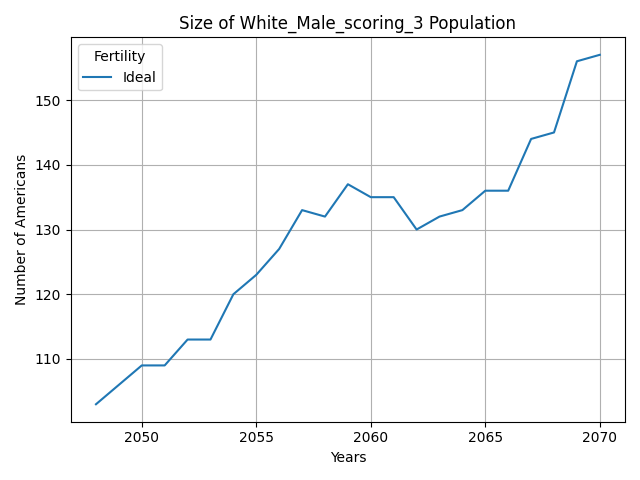 Size of White_Male_scoring_3 Population
Fertility
Ideal
Number of Americans
150
140
130
120
110
2050 2055 2060 2065 2070
Years